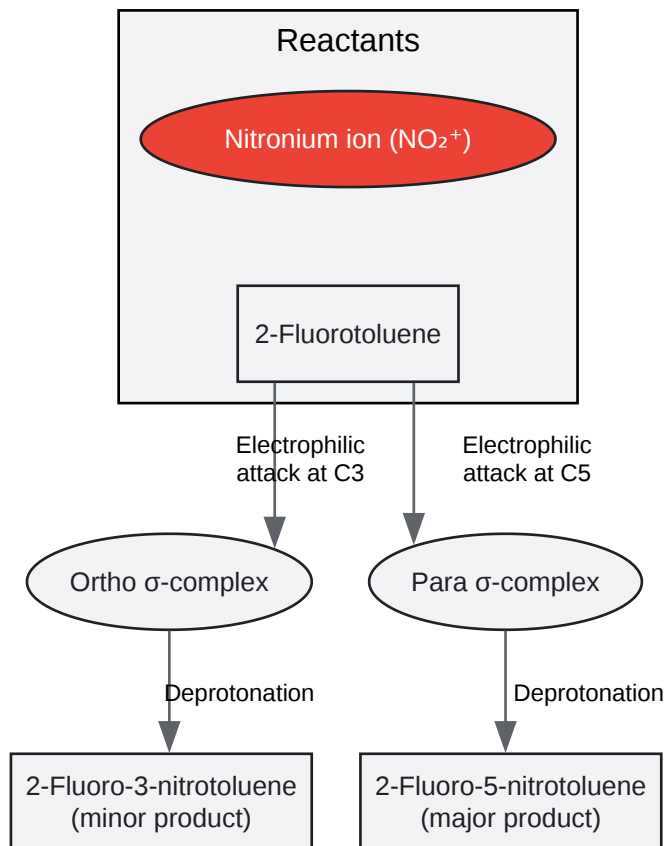 Reactants
Nitronium ion (NO₂⁺)
2-Fluorotoluene
Electrophilic
attack at C3
Electrophilic
attack at C5
Ortho σ-complex
Para σ-complex
Deprotonation
Deprotonation
2-Fluoro-3-nitrotoluene
(minor product)
2-Fluoro-5-nitrotoluene
(major product)